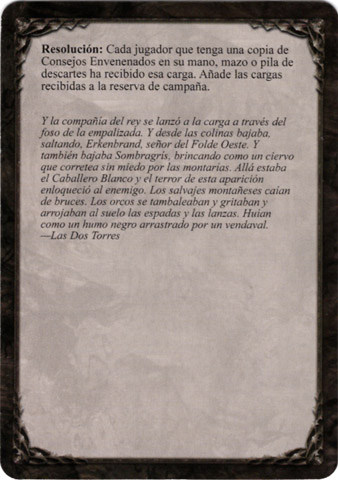 Resolución: Cada jugador que tenga una copia de
Consejos Envenenados en su mano, mazo o pila de
descartes ha recibido esa carga. Añade las cargas
recibidas a la reserva de campaña.
Y la compañía del rey se lanzó a la carga a través del
foso de la empalizada. Y desde las colinas bajaba,
saltando, Erkenbrand, señor del Folde Oeste. Y
también bajaba Sombragris, brincando como un ciervo
que corretea sin miedo por las montañas. Allá estaba
el Caballero Blanco y el terror de esta aparición
enloqueció al enemigo. Los salvajes montañeses caían
de bruces. Los orcos se tambaleaban y gritaban y
arrojaban al suelo las espadas y las lanzas. Huian
como un humo negro arrastrado por un vendaval.
—Las Dos Torres